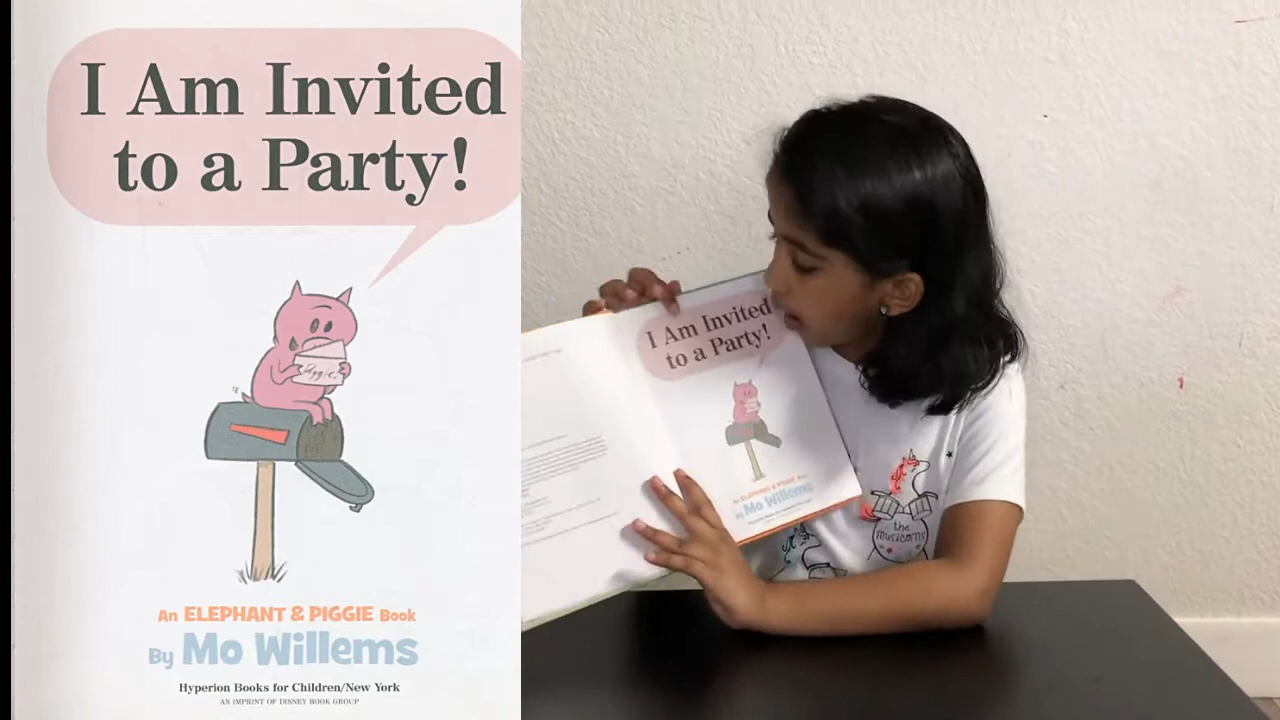 I Am Invited
to a Party!
Piggie
An ELEPHANT & PIGGIE Book
By Mo Willems
Hyperion Books for Children/New York
AN IMPRINT OF DISNEY BOOK GROUP
I Am Invited
to a Party!
An ELEPHANT & PIGGIE Book
By Mo Willems
the
musicorns